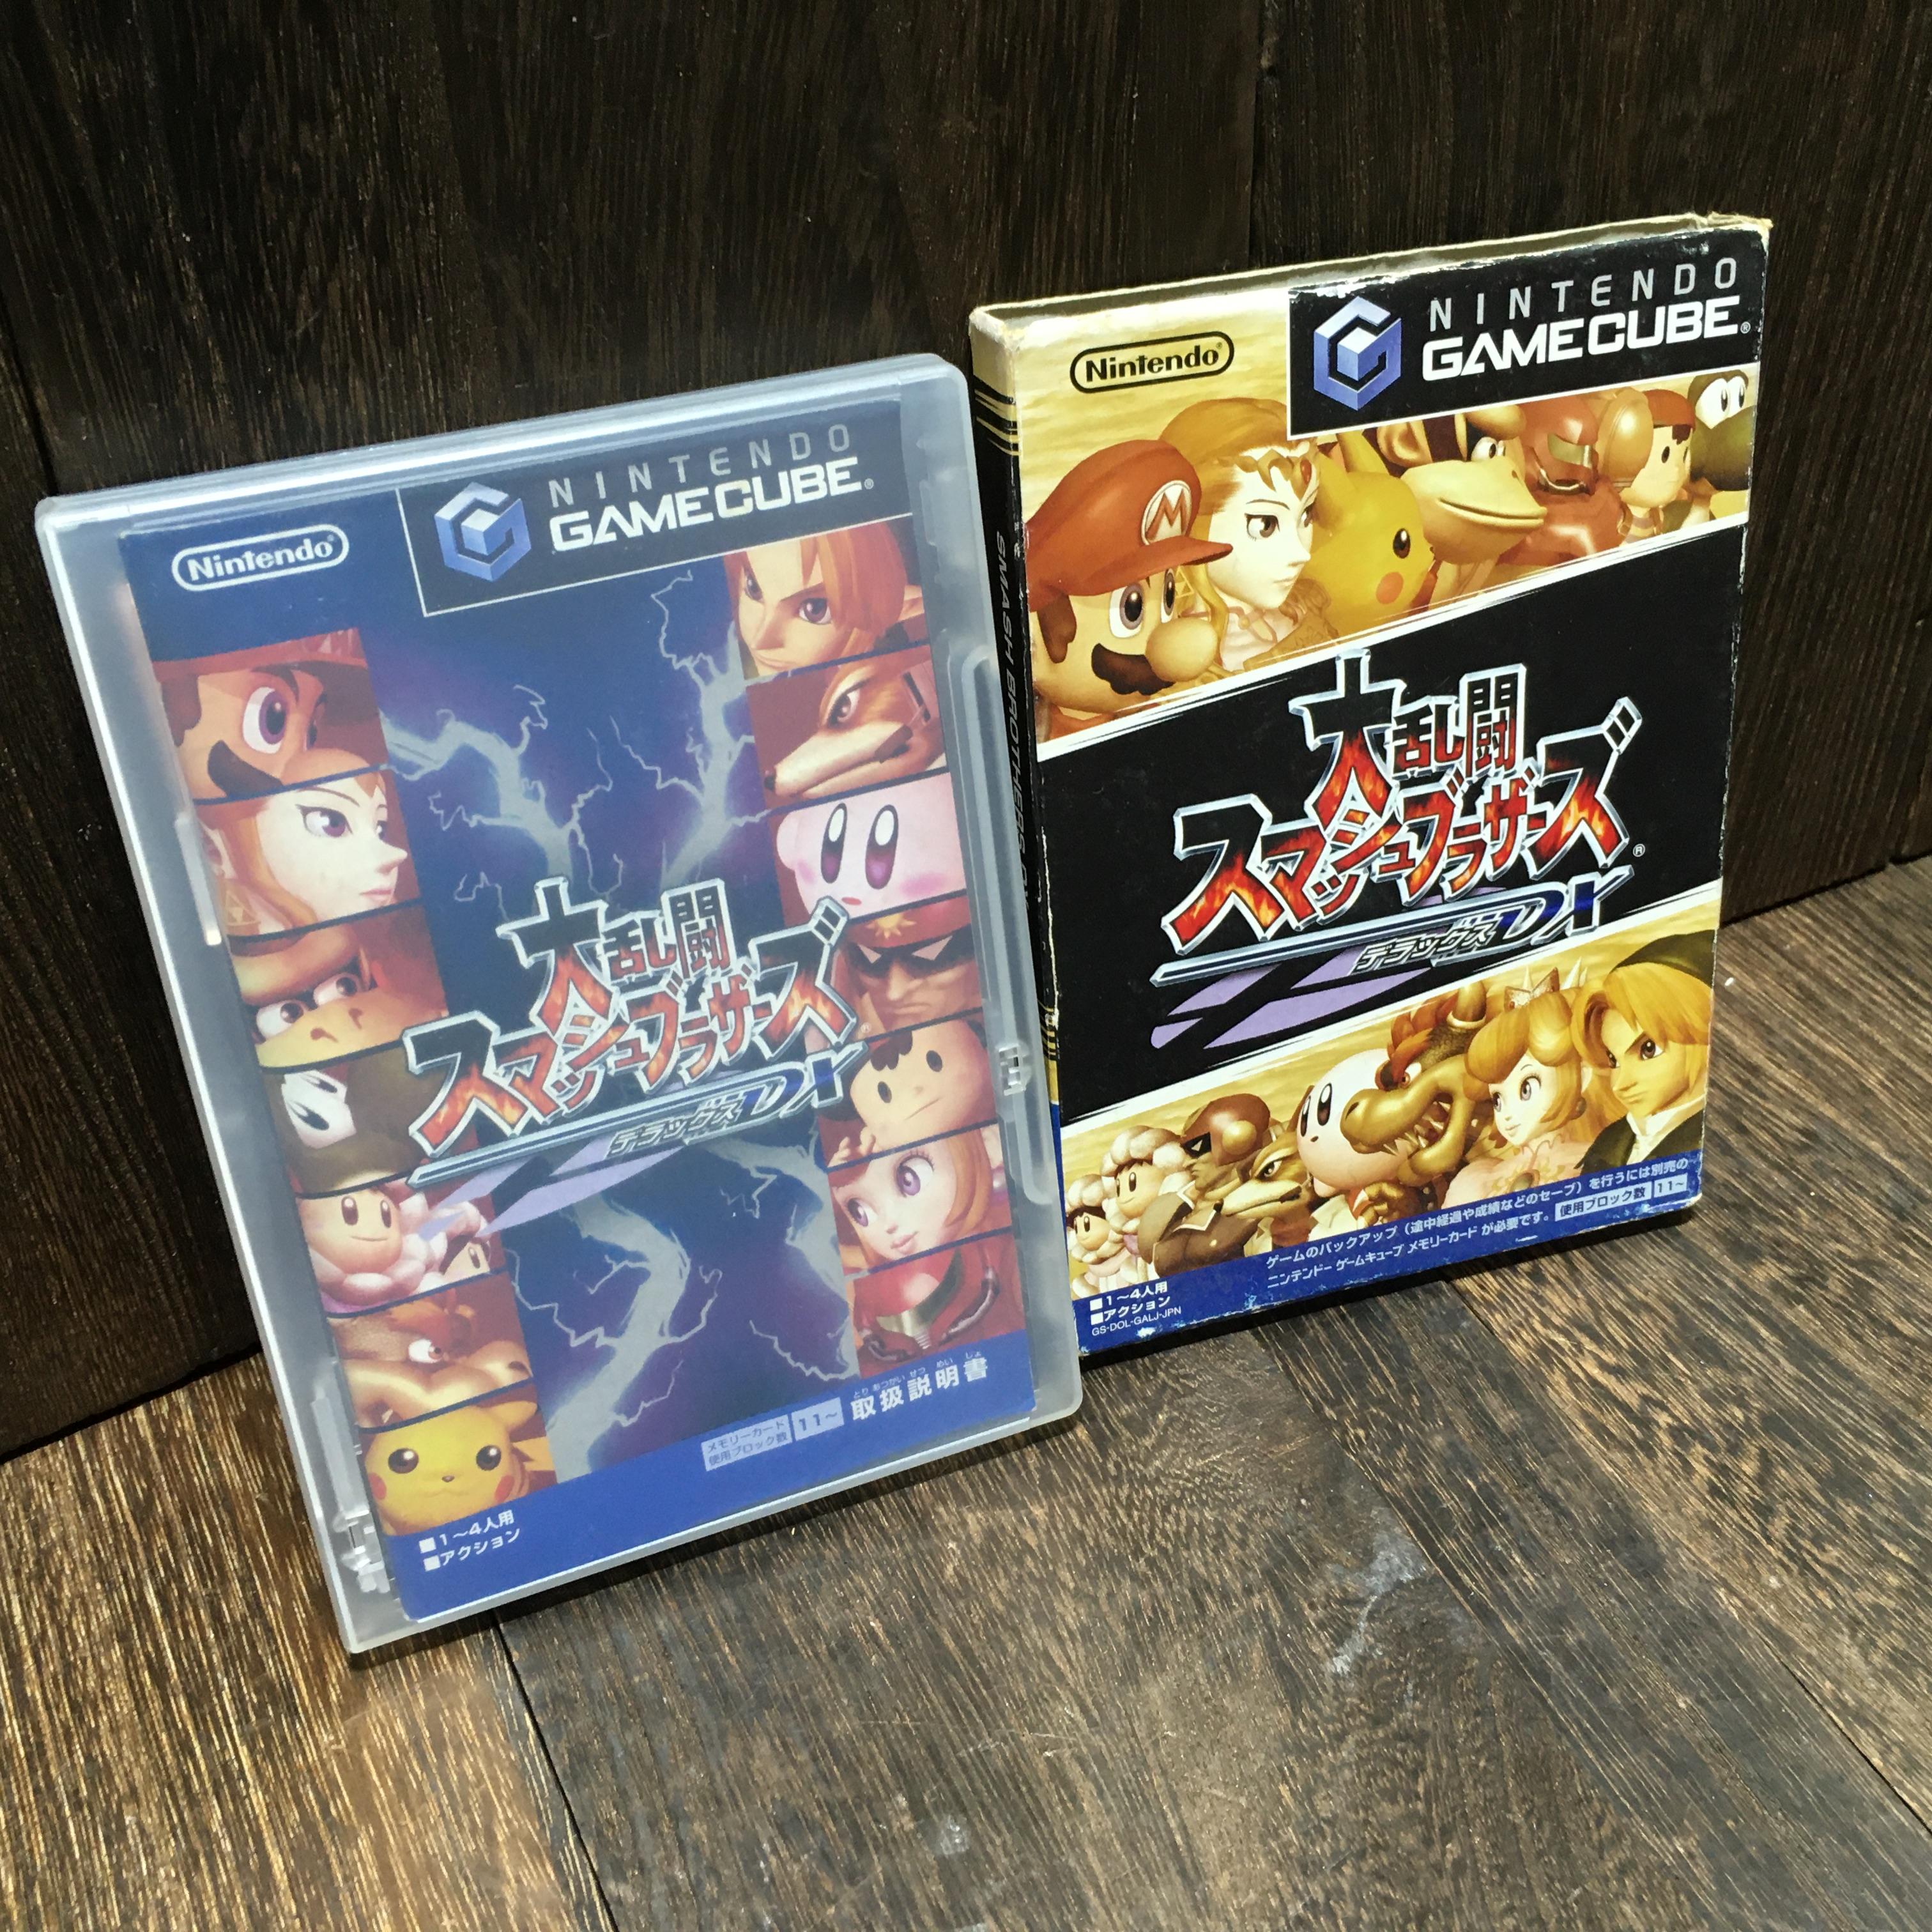 Nintendo®
NINTENDO
GAMECUBE®
大乱闘
スマッシュブラザーズ
デラックスDX
とり あつかい せつ めい しょ
取扱説明書
メモリーカード
使用ブロック数
11~
■1~4人用
■アクション
SMASH BROTHERS DX
Nintendo®
NINTENDO
GAMECUBE®
M
大乱闘
スマッシュブラザーズ®
デラックスDX
ゲームのバックアップ(途中経過や成績などのセーブ)を行うには別売の
ニンテンドー ゲームキューブ メモリーカード が必要です。 使用ブロック数 11~
■1~4人用
■アクション
GS-DOL-GALJ-JPN